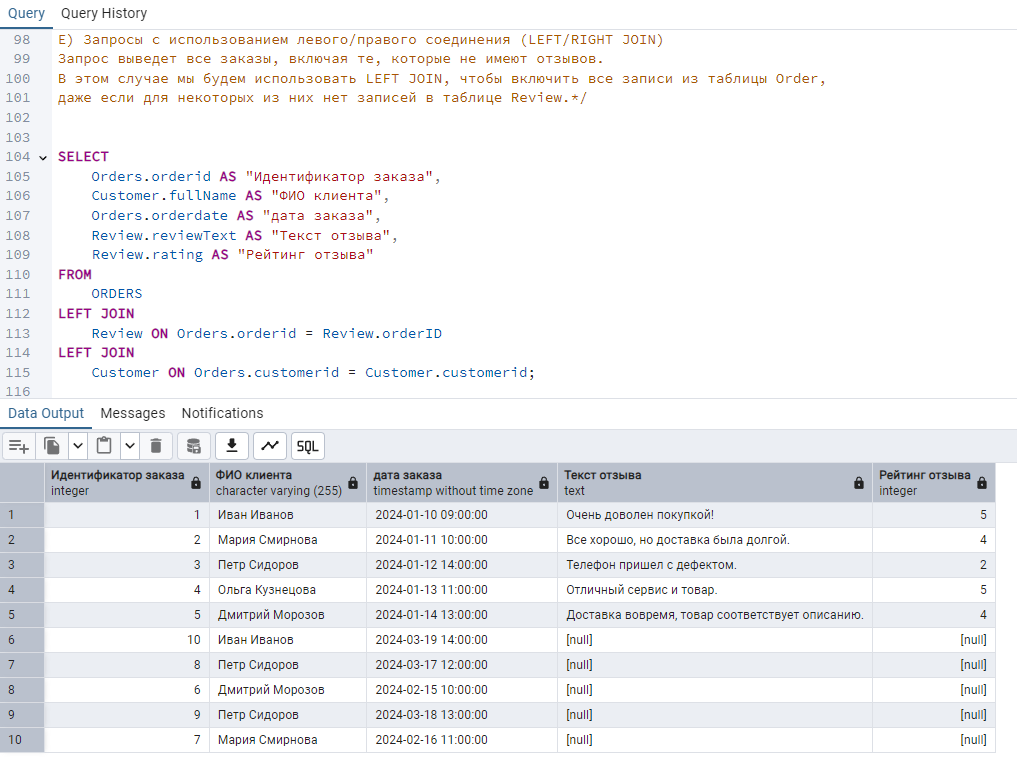 Query Query History
98 Е) Запросы с использованием левого/правого соединения (LEFT/RIGHT JOIN)
99 Запрос выведет все заказы, включая те, которые не имеют отзывов.
100 В этом случае мы будем использовать LEFT JOIN, чтобы включить все записи из таблицы Order,
101 даже если для некоторых из них нет записей в таблице Review.*/
102
103
104 SELECT
105 Orders.orderid AS "Идентификатор заказа",
106 Customer.fullName AS "ФИО клиента",
107 Orders.orderdate AS "дата заказа",
108 Review.reviewText AS "Текст отзыва",
109 Review.rating AS "Рейтинг отзыва"
110 FROM
111 ORDERS
112 LEFT JOIN
113 Review ON Orders.orderid = Review.orderID
114 LEFT JOIN
115 Customer ON Orders.customerid = Customer.customerid;
116
Data Output Messages Notifications
SQL
Идентификатор заказа ФИО клиента дата заказа Текст отзыва Рейтинг отзыва
integer character varying (255) timestamp without time zone text integer
1 1 Иван Иванов 2024-01-10 09:00:00 Очень доволен покупкой! 5
2 2 Мария Смирнова 2024-01-11 10:00:00 Все хорошо, но доставка была долгой. 4
3 3 Петр Сидоров 2024-01-12 14:00:00 Телефон пришел с дефектом. 2
4 4 Ольга Кузнецова 2024-01-13 11:00:00 Отличный сервис и товар. 5
5 5 Дмитрий Морозов 2024-01-14 13:00:00 Доставка вовремя, товар соответствует описанию. 4
6 10 Иван Иванов 2024-03-19 14:00:00 [null] [null]
7 8 Петр Сидоров 2024-03-17 12:00:00 [null] [null]
8 6 Дмитрий Морозов 2024-02-15 10:00:00 [null] [null]
9 9 Петр Сидоров 2024-03-18 13:00:00 [null] [null]
10 7 Мария Смирнова 2024-02-16 11:00:00 [null] [null]